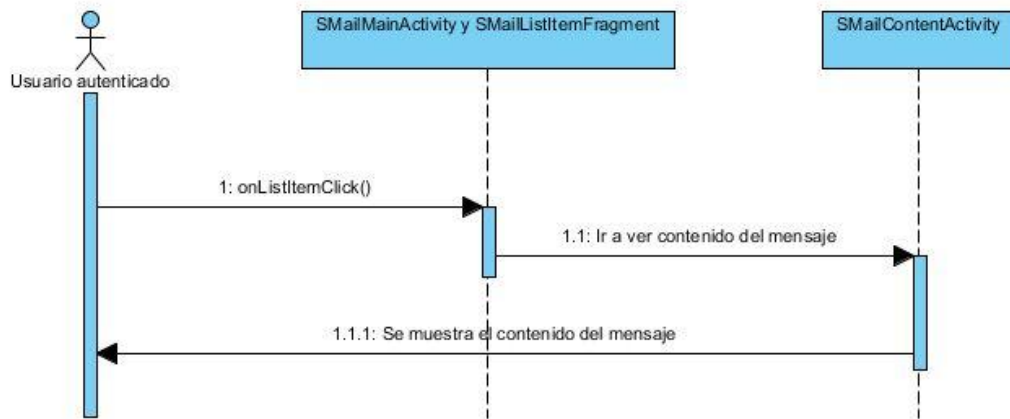 SMailMainActivity y SMailListItemFragment
SMailContentActivity
Usuario autenticado
1: onListItemClick()
1.1: Ir a ver contenido del mensaje
1.1.1: Se muestra el contenido del mensaje